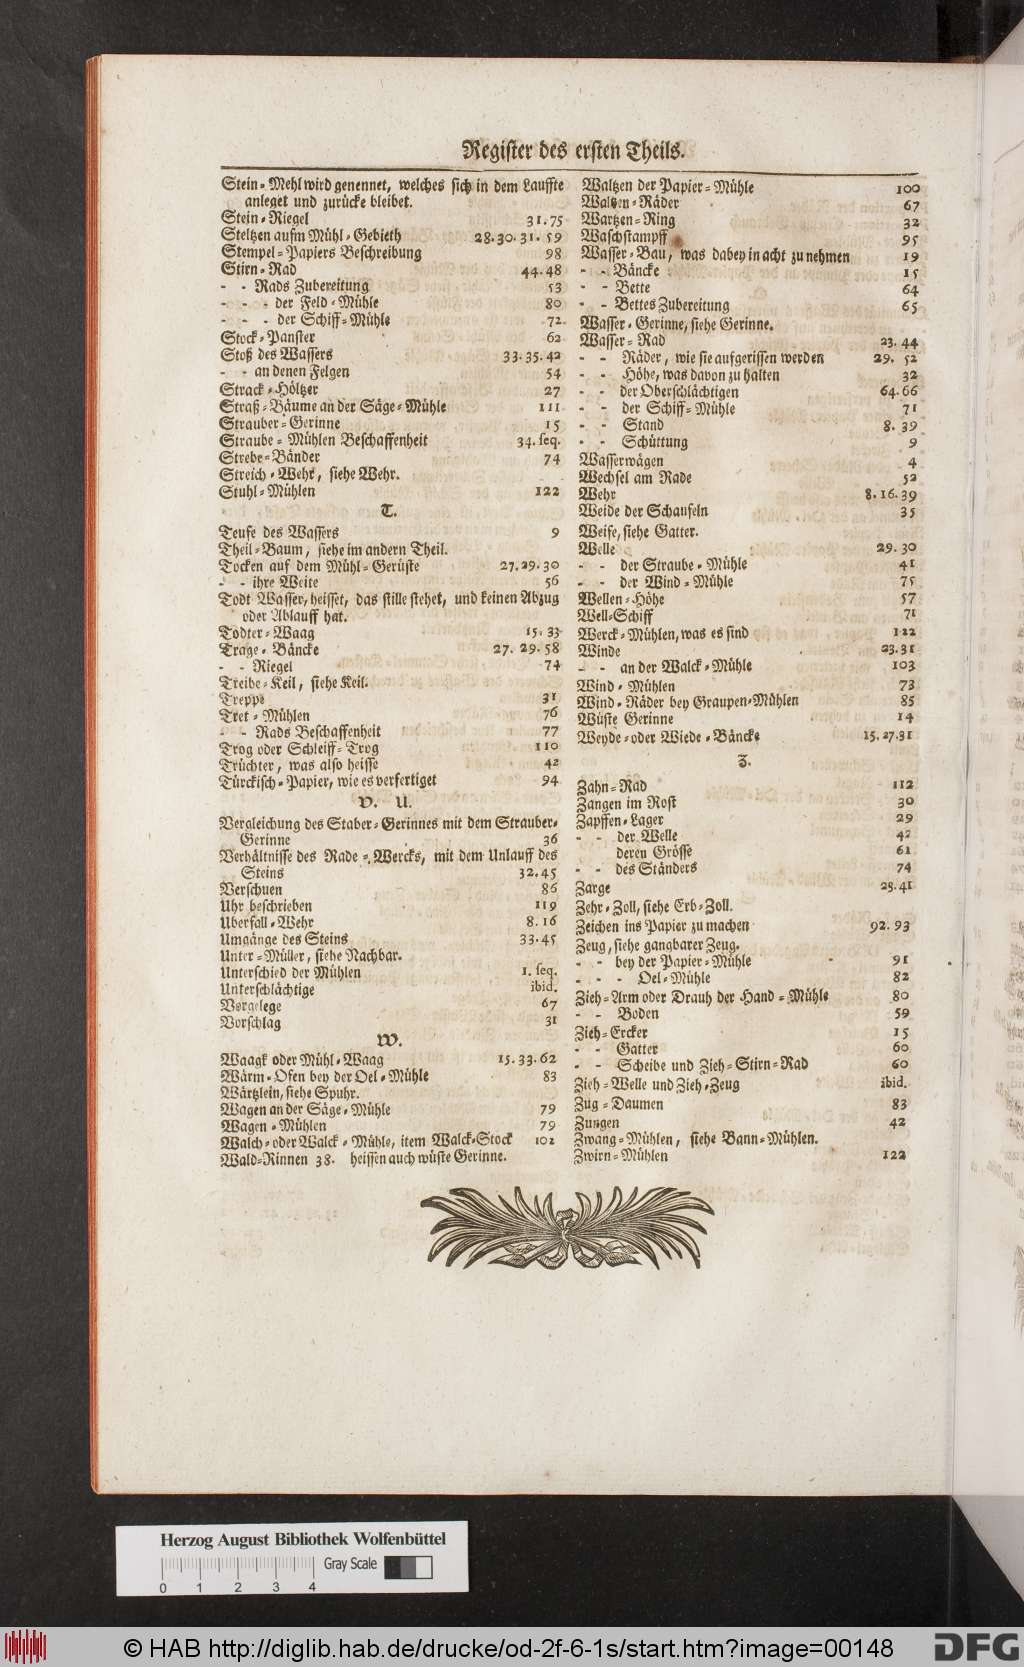 Register des ersten Theils.
Stein-Mehl wird genennet, welches sich in dem Lauffte
anleget und zurücke bleibet.
Stein-Riegel 31.75
Steltzen aufm Mühl-Gebieth 28.30.31.59
Stempel-Papiers Beschreibung 98
Stirn-Rad 44.48
- - Rads Zubereitung 53
- - - der Feld-Mühle 80
- - - der Schiff-Mühle 72
Stock-Panster 62
Stoß des Wassers 33.35.42
- - an denen Felgen 54
Strack-Höltzer 27
Straß-Bäume an der Säge-Mühle 111
Strauber-Gerinne 15
Straube-Mühlen Beschaffenheit 34. seq.
Strebe-Bänder 74
Streich-Wehr, siehe Wehr.
Stuhl-Mühlen 122
T.
Teufe des Wassers 9
Theil-Baum, siehe im andern Theil.
Tocken auf dem Mühl-Gerüste 27.29.30
- - ihre Weite 56
Todt Wasser, heisset, das stille stehet, und keinen Abzug
oder Ablauff hat.
Todter-Waag 15.33
Trage-Bäncke 27.29.58
- - Riegel 74
Treibe-Keil, siehe Keil.
Treppe 31
Tret-Mühlen 76
- - Rads Beschaffenheit 77
Trog oder Schleiff-Trog 110
Trüchter, was also heisse 42
Türckisch-Papier, wie es verfertiget 94
V. U.
Vergleichung des Staber-Gerinnes mit dem Strauber-
Gerinne 36
Verhältnisse des Rade-Wercks, mit dem Umlauff des
Steins 32.45
Verschuen 86
Uhr beschrieben 119
Uberfall-Wehr 8.16
Umgänge des Steins 33.45
Unter-Müller, siehe Nachbar.
Unterschied der Mühlen 1. seq.
Unterschlächtige ibid.
Vorgelege 67
Vorschlag 31
W.
Waagk oder Mühl-Waag 15.33.62
Wärm-Ofen bey der Oel-Mühle 83
Wärtzlein, siehe Spuhr.
Wagen an der Säge-Mühle 79
Wagen-Mühlen 79
Walch- oder Walck-Mühle, item Walck-Stock 102
Wald-Rinnen 38. heissen auch wüste Gerinne.
Waltzen der Papier-Mühle 100
Waltzen-Räder 67
Wartzen-Ring 32
Waschstampff 95
Wasser-Bau, was dabey in acht zu nehmen 19
- - Bäncke 15
- - Bette 64
- - Bettes Zubereitung 65
Wasser-Gerinne, siehe Gerinne.
Wasser-Rad 23.44
- - Räder, wie sie aufgerissen werden 29. 52
- - Höhe, was davon zu halten 32
- - der Oberschlächtigen 64.66
- - der Schiff-Mühle 71
- - Stand 8.39
- - Schüttung 9
Wasserwägen 4
Wechsel am Rade 52
Wehr 8.16.39
Weide der Schaufeln 35
Weife, siehe Gatter.
Welle 29.30
- - der Straube-Mühle 41
- - der Wind-Mühle 75
Wellen-Höhe 57
Well-Schiff 71
Werck-Mühlen, was es sind 122
Winde 23.31
- - an der Walck-Mühle 103
Wind-Mühlen 73
Wind-Räder bey Graupen-Mühlen 85
Wüste Gerinne 14
Weyde- oder Wiede-Bäncke 15.27.31
Z.
Zahn-Rad 112
Zangen im Rost 30
Zapffen-Lager 29
- - der Welle 42
deren Grösse 61
- - des Ständers 74
Zarge 25.41
Zehr-Zoll, siehe Erb-Zoll.
Zeichen ins Papier zu machen 92.93
Zeug, siehe gangbarer Zeug.
- - bey der Papier-Mühle 91
- - - Oel-Mühle 82
Zieh-Arm oder Drauh der Hand-Mühle 80
- - Boden 59
Zieh-Ercker 15
- - Gatter 60
- - Scheibe und Zieh-Stirn-Rad 60
Zieh-Welle und Zieh-Zeug ibid.
Zug-Daumen 83
Zungen 42
Zwang-Mühlen, siehe Bann-Mühlen.
Zwirn-Mühlen 122
Herzog August Bibliothek Wolfenbüttel
Gray Scale
0 1 2 3 4
© HAB http://diglib.hab.de/drucke/od-2f-6-1s/start.htm?image=00148
DFG